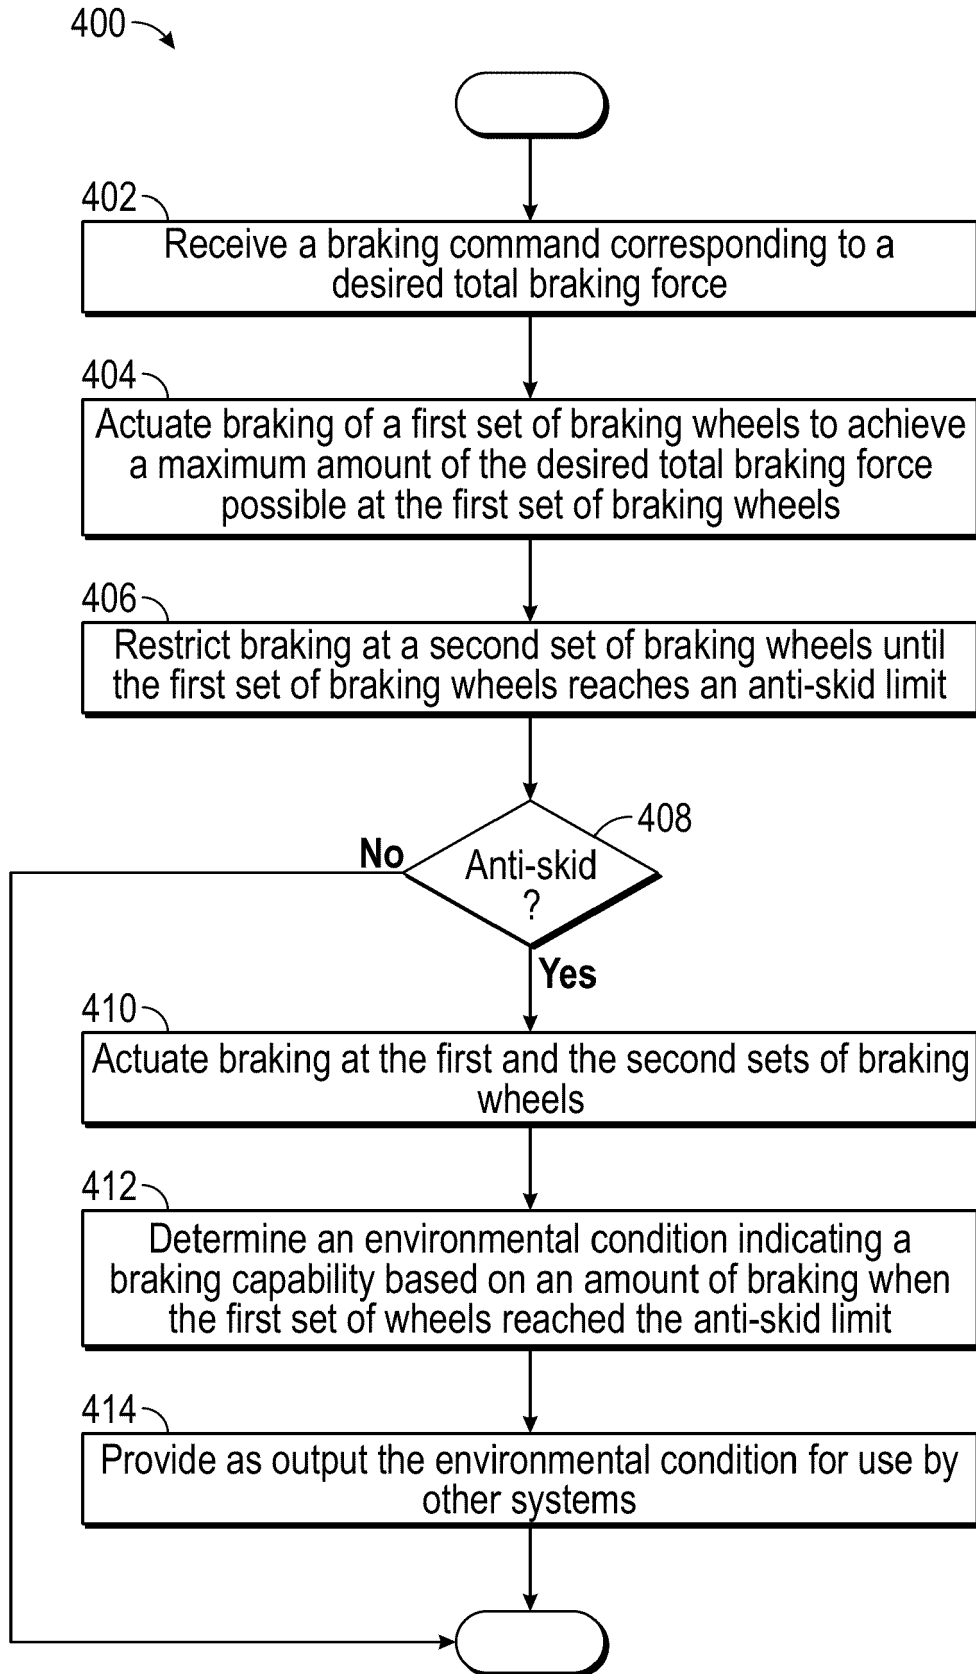 400
402
Receive a braking command corresponding to a
desired total braking force
404
Actuate braking of a first set of braking wheels to achieve
a maximum amount of the desired total braking force
possible at the first set of braking wheels
406
Restrict braking at a second set of braking wheels until
the first set of braking wheels reaches an anti-skid limit
408
No
Anti-skid
?
Yes
410
Actuate braking at the first and the second sets of braking
wheels
412
Determine an environmental condition indicating a
braking capability based on an amount of braking when
the first set of wheels reached the anti-skid limit
414
Provide as output the environmental condition for use by
other systems